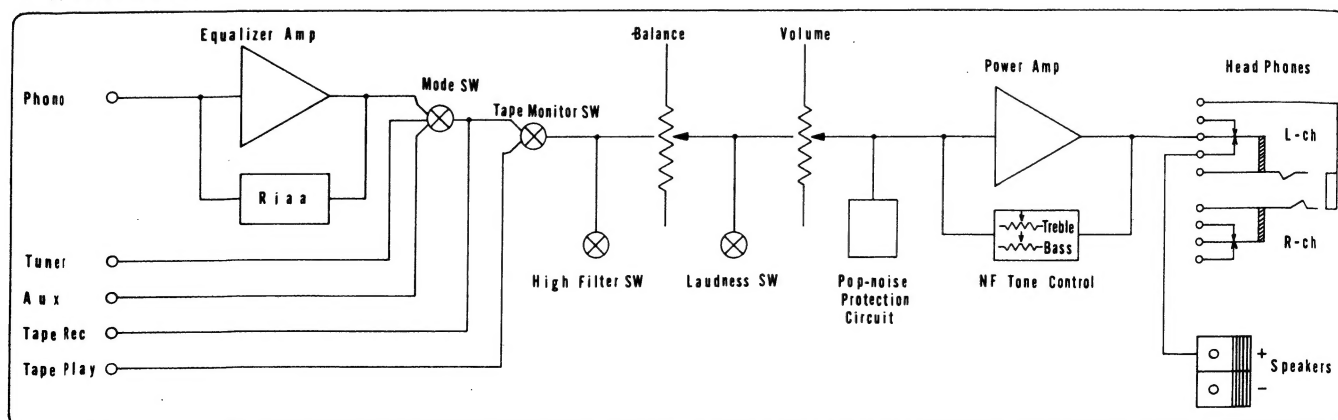 Equalizer Amp
Mode SW
Tape Monitor SW
Balance
Volume
Power Amp
Head Phones
Phono
L-ch
Riaa
Treble
Bass
R-ch
Tuner
High Filter SW
Laudness SW
Pop-noise
Protection
Circuit
NF Tone Control
Aux
Tape Rec
Tape Play
+
Speakers
−